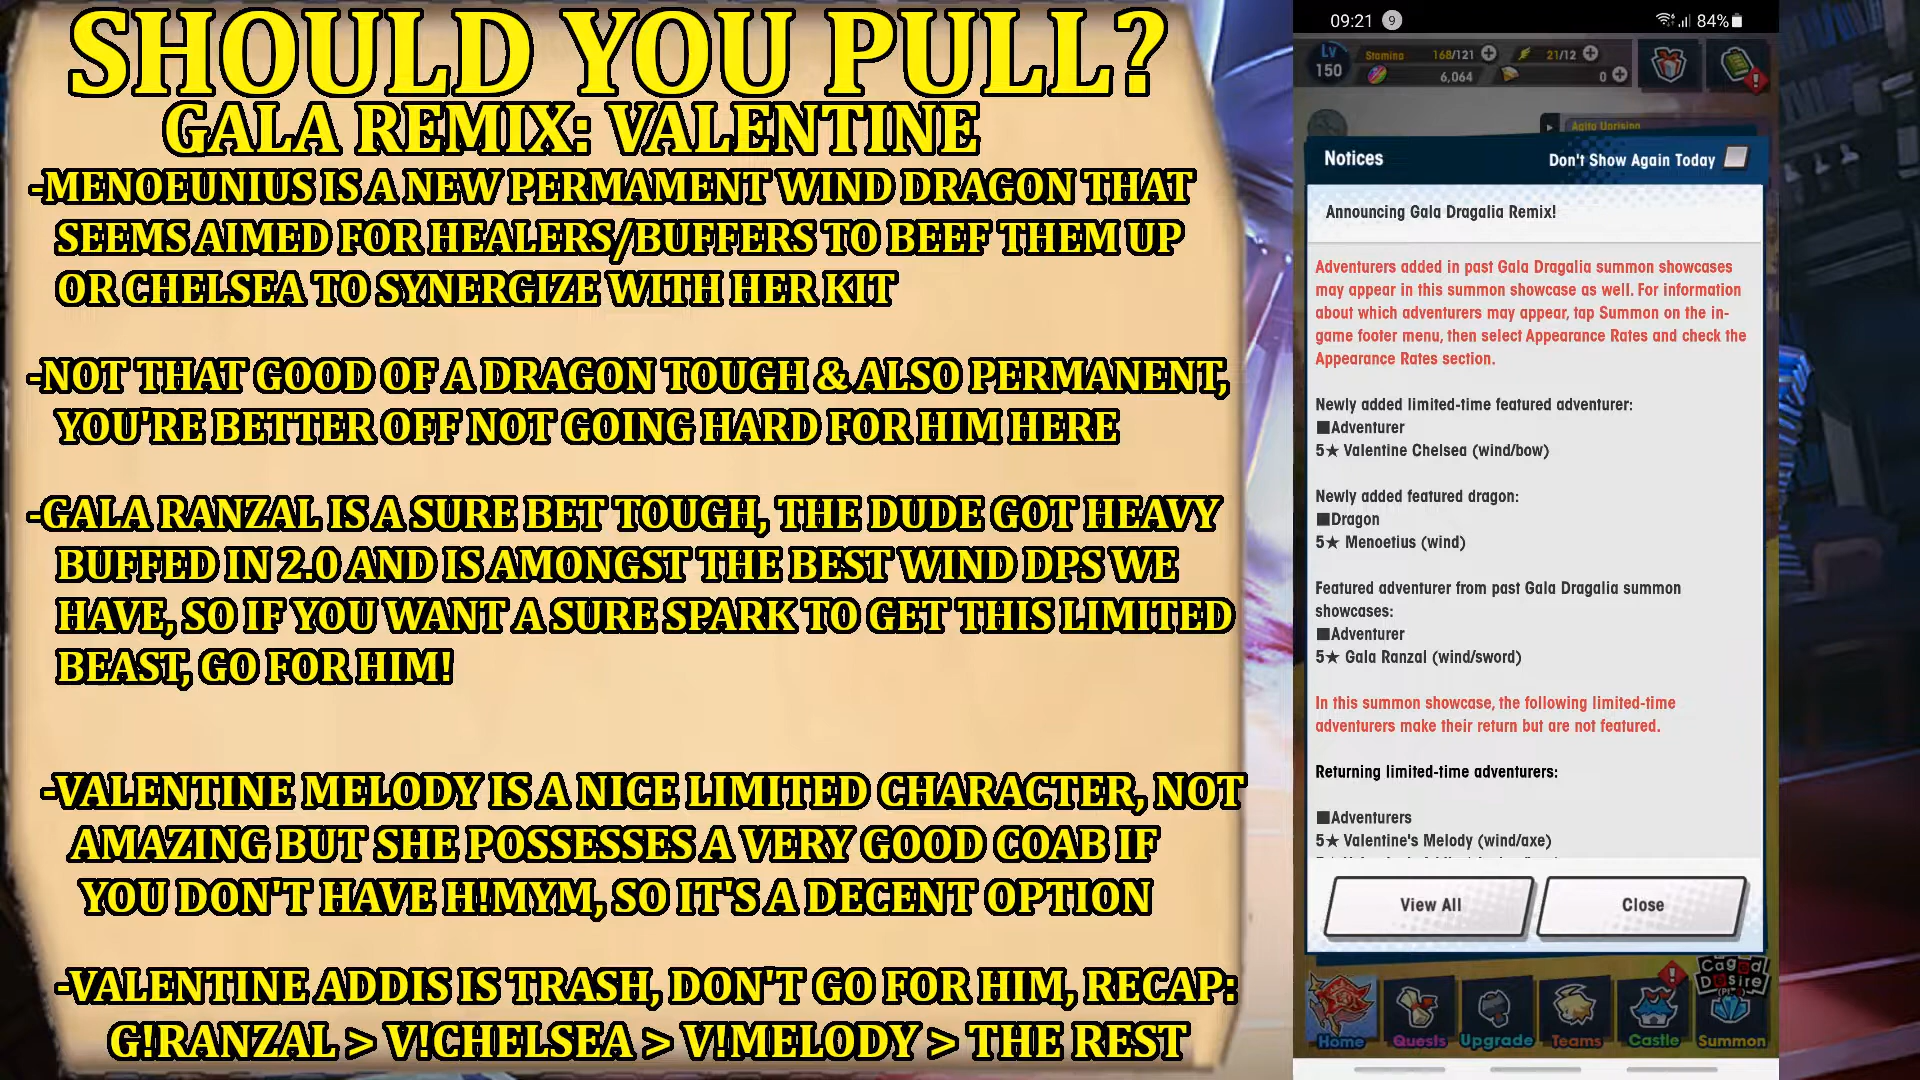 SHOULD YOU PULL?
GALA REMIX: VALENTINE
-MENOEUNIUS IS A NEW PERMAMENT WIND DRAGON THAT
SEEMS AIMED FOR HEALERS/BUFFERS TO BEEF THEM UP
OR CHELSEA TO SYNERGIZE WITH HER KIT
-NOT THAT GOOD OF A DRAGON TOUGH & ALSO PERMANENT,
YOU'RE BETTER OFF NOT GOING HARD FOR HIM HERE
-GALA RANZAL IS A SURE BET TOUGH, THE DUDE GOT HEAVY
BUFFED IN 2.0 AND IS AMONGST THE BEST WIND DPS WE
HAVE, SO IF YOU WANT A SURE SPARK TO GET THIS LIMITED
BEAST, GO FOR HIM!
-VALENTINE MELODY IS A NICE LIMITED CHARACTER, NOT
AMAZING BUT SHE POSSESSES A VERY GOOD COAB IF
YOU DON'T HAVE H!MYM, SO IT'S A DECENT OPTION
-VALENTINE ADDIS IS TRASH, DON'T GO FOR HIM, RECAP:
G!RANZAL > V!CHELSEA > V!MELODY > THE REST
09:21 9 84%
Lv 150 Stamina 168/121 21/12
6,064 0
Agito Uprising
Notices Don't Show Again Today
Announcing Gala Dragalia Remix!
Adventurers added in past Gala Dragalia summon showcases
may appear in this summon showcase as well. For information
about which adventurers may appear, tap Summon on the in-
game footer menu, then select Appearance Rates and check the
Appearance Rates section.
Newly added limited-time featured adventurer:
■Adventurer
5★ Valentine Chelsea (wind/bow)
Newly added featured dragon:
■Dragon
5★ Menoetius (wind)
Featured adventurer from past Gala Dragalia summon
showcases:
■Adventurer
5★ Gala Ranzal (wind/sword)
In this summon showcase, the following limited-time
adventurers make their return but are not featured.
Returning limited-time adventurers:
■Adventurers
5★ Valentine's Melody (wind/axe)
View All Close
Caged
Desire
Home Quests Upgrade Teams Castle Summon